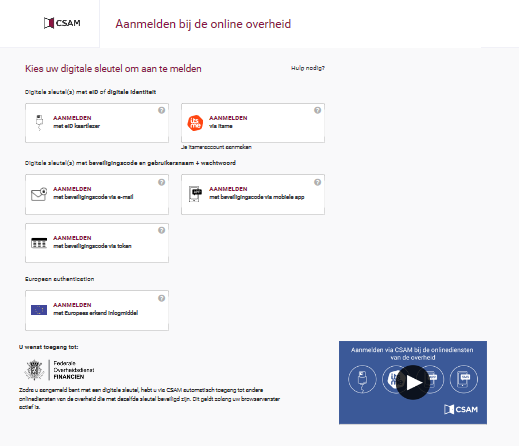 CSAM
Aanmelden bij de online overheid
Kies uw digitale sleutel om aan te melden
Hulp nodig?
Digitale sleutel(s) met eID of digitale identiteit
?
AANMELDEN
met eID kaartlezer
?
its
me
AANMELDEN
via itsme
Je itsme-account aanmaken
Digitale sleutel(s) met beveiligingscode en gebruikersnaam + wachtwoord
?
AANMELDEN
met beveiligingscode via e-mail
?
APP
AANMELDEN
met beveiligingscode via mobiele app
?
AANMELDEN
met beveiligingscode via token
European authentication
?
AANMELDEN
met Europees erkend inlogmiddel
U wenst toegang tot:
Federale
Overheidsdienst
FINANCIEN
Zodra u aangemeld bent met een digitale sleutel, hebt u via CSAM automatisch toegang tot andere
onlinediensten van de overheid die met dezelfde sleutel beveiligd zijn. Dit geldt zolang uw browservenster
actief is.
Aanmelden via CSAM bij de onlinediensten
van de overheid
CSAM